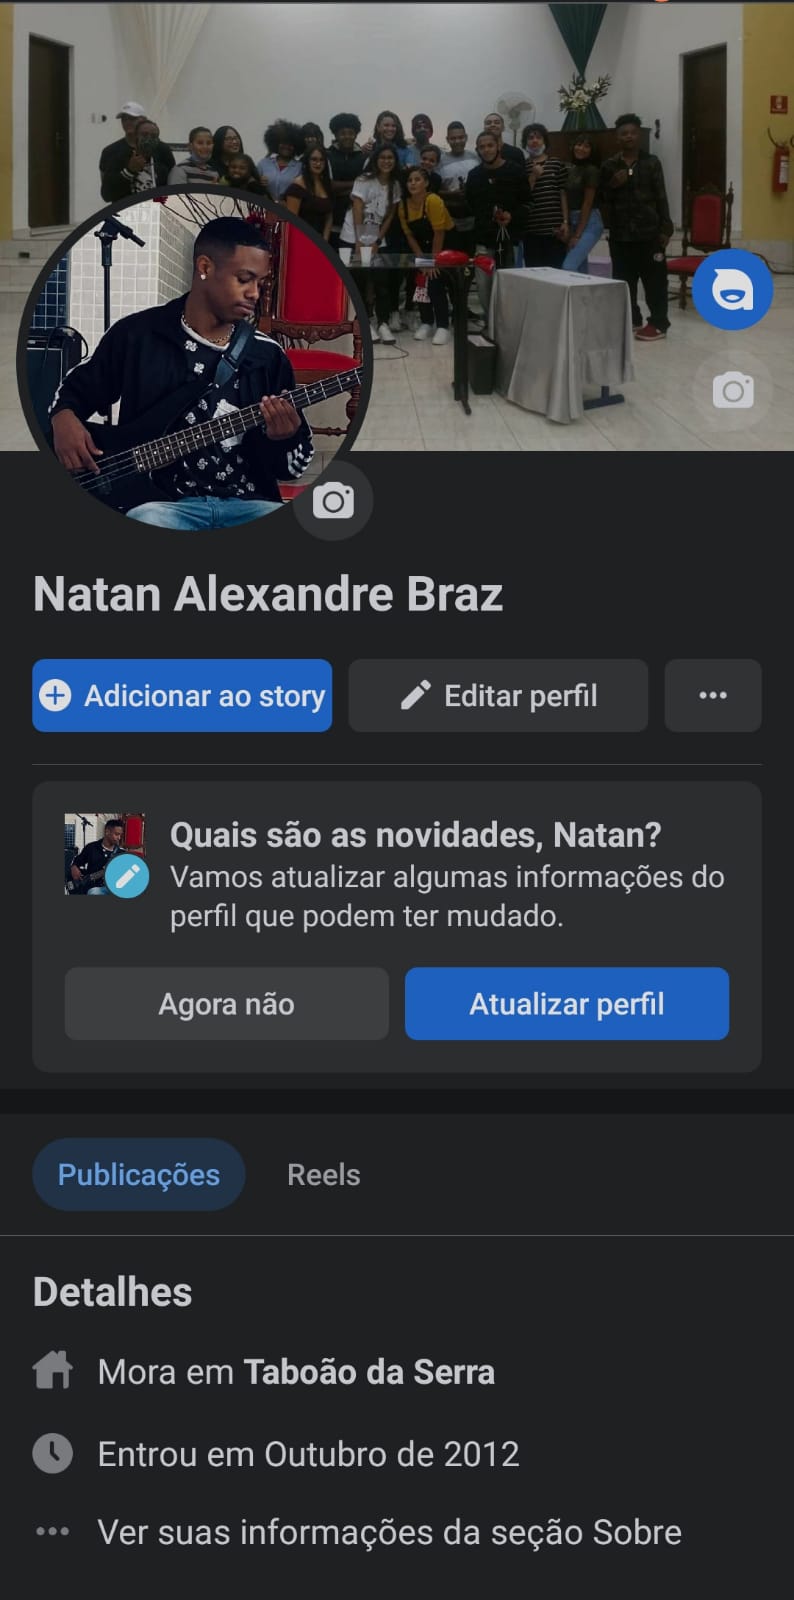 Natan Alexandre Braz
Adicionar ao story
Editar perfil
Quais são as novidades, Natan?
Vamos atualizar algumas informações do
perfil que podem ter mudado.
Agora não
Atualizar perfil
Publicações
Reels
Detalhes
Mora em Taboão da Serra
Entrou em Outubro de 2012
Ver suas informações da seção Sobre